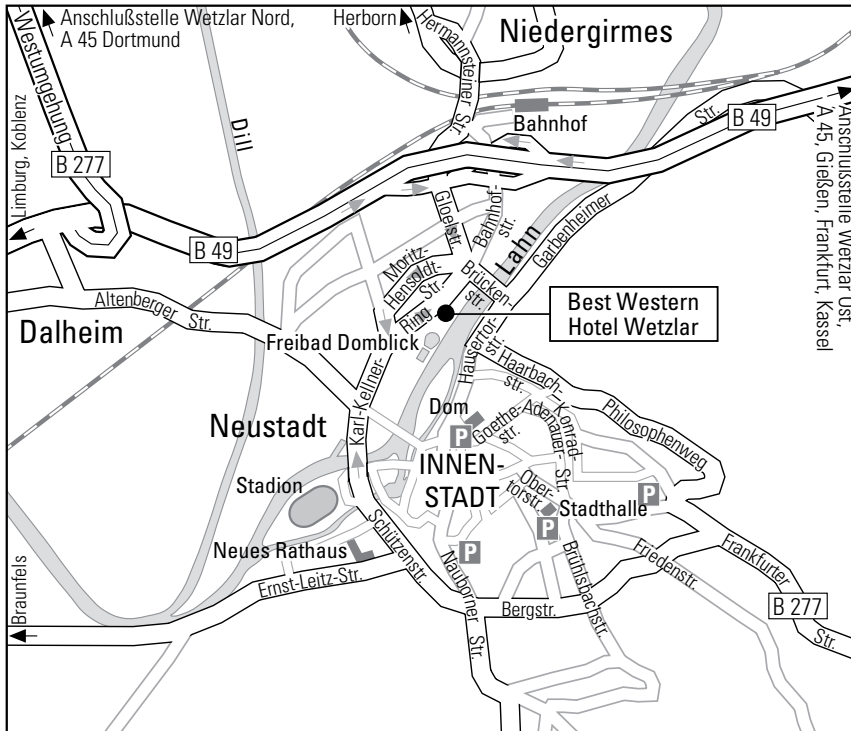 Anschlußstelle Wetzlar Nord,
A 45 Dortmund
Herborn
Niedergirmes
Westumgehung
Hermannsteiner Str.
Dill
Bahnhof
Str.
B 49
B 277
Limburg, Koblenz
Anschlußstelle Wetzlar Ost,
A 45, Gießen, Frankfurt, Kassel
B 49
Gloelstr.
Bahnhof-
str.
Lahn
Garbenheimer
Moritz-
Hensoldt-
Str.
Brücken-
str.
Ring
Best Western
Hotel Wetzlar
Altenberger
Str.
Dalheim
Freibad Domblick
Hausertor-
str.
Haarbach-
str.
Karl-Kellner-
Dom
Goethe-
str.
Konrad-
Adenauer-
Str.
Philosophenweg
Neustadt
P
INNEN-
STADT
Ober-
torstr.
Stadion
Stadthalle
P
P
Schützenstr.
Neues Rathaus
P
Nauborner
Str.
Brühlsbachstr.
Friedenstr.
Frankfurter
Str.
Ernst-Leitz-Str.
Bergstr.
B 277
Braunfels